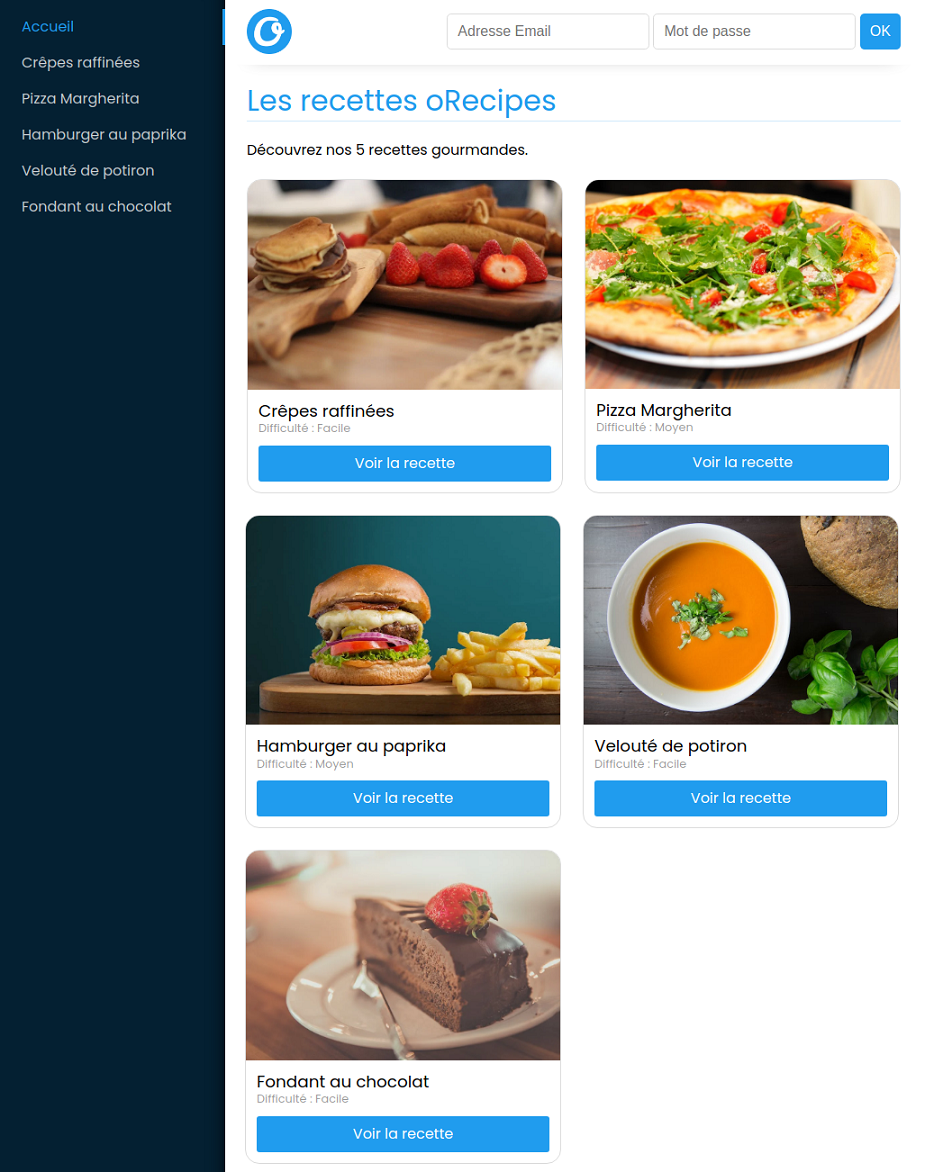 Accueil
Crêpes raffinées
Pizza Margherita
Hamburger au paprika
Velouté de potiron
Fondant au chocolat
Adresse Email
Mot de passe
OK
Les recettes oRecipes
Découvrez nos 5 recettes gourmandes.
Crêpes raffinées
Difficulté : Facile
Voir la recette
Pizza Margherita
Difficulté : Moyen
Voir la recette
Hamburger au paprika
Difficulté : Moyen
Voir la recette
Velouté de potiron
Difficulté : Facile
Voir la recette
Fondant au chocolat
Difficulté : Facile
Voir la recette